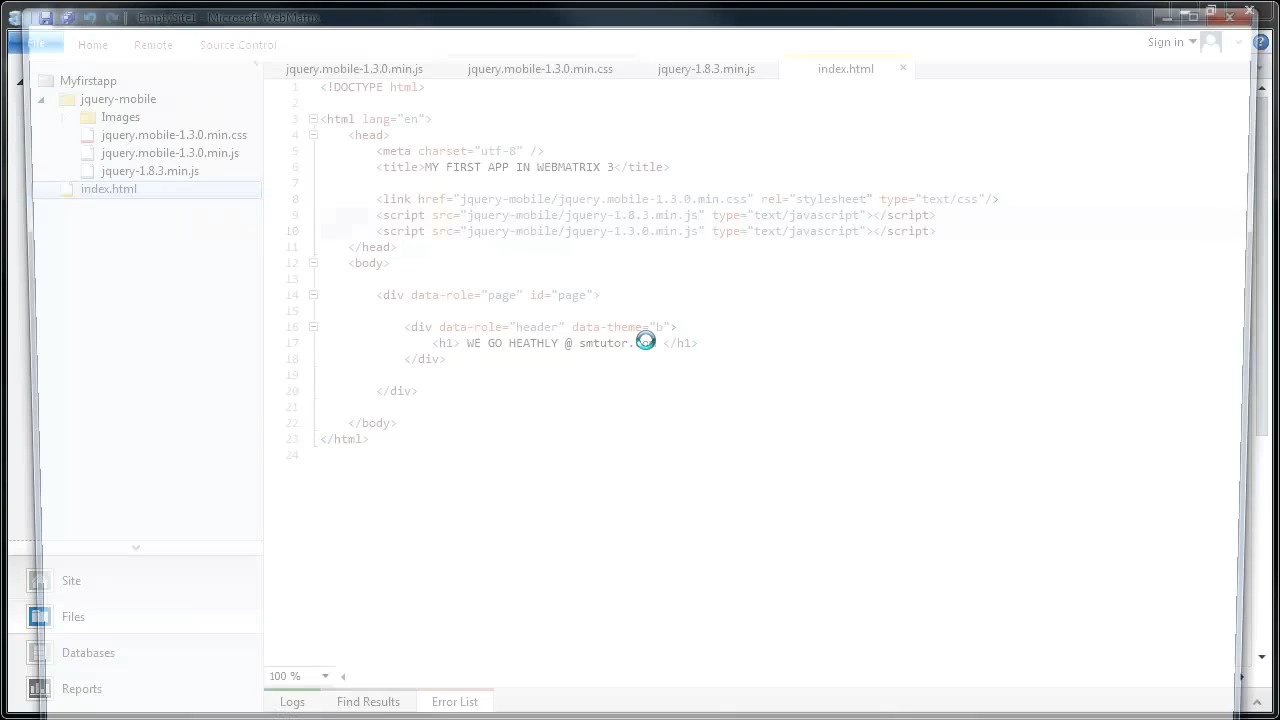 EmptySite1 - Microsoft WebMatrix
File Home Remote Source Control Sign in
Myfirstapp
jquery-mobile
Images
jquery.mobile-1.3.0.min.css
jquery.mobile-1.3.0.min.js
jquery-1.8.3.min.js
index.html
jquery.mobile-1.3.0.min.js jquery.mobile-1.3.0.min.css jquery-1.8.3.min.js index.html
1 <!DOCTYPE html>
2
3 <html lang="en">
4 <head>
5 <meta charset="utf-8" />
6 <title>MY FIRST APP IN WEBMATRIX 3</title>
7
8 <link href="jquery-mobile/jquery.mobile-1.3.0.min.css" rel="stylesheet" type="text/css"/>
9 <script src="jquery-mobile/jquery-1.8.3.min.js" type="text/javascript"></script>
10 <script src="jquery-mobile/jquery-1.3.0.min.js" type="text/javascript"></script>
11 </head>
12 <body>
13
14 <div data-role="page" id="page">
15
16 <div data-role="header" data-theme="b">
17 <h1> WE GO HEATHLY @ smtutor. </h1>
18 </div>
19
20 </div>
21
22 </body>
23 </html>
24
Site
Files
Databases
Reports
100 %
Logs Find Results Error List